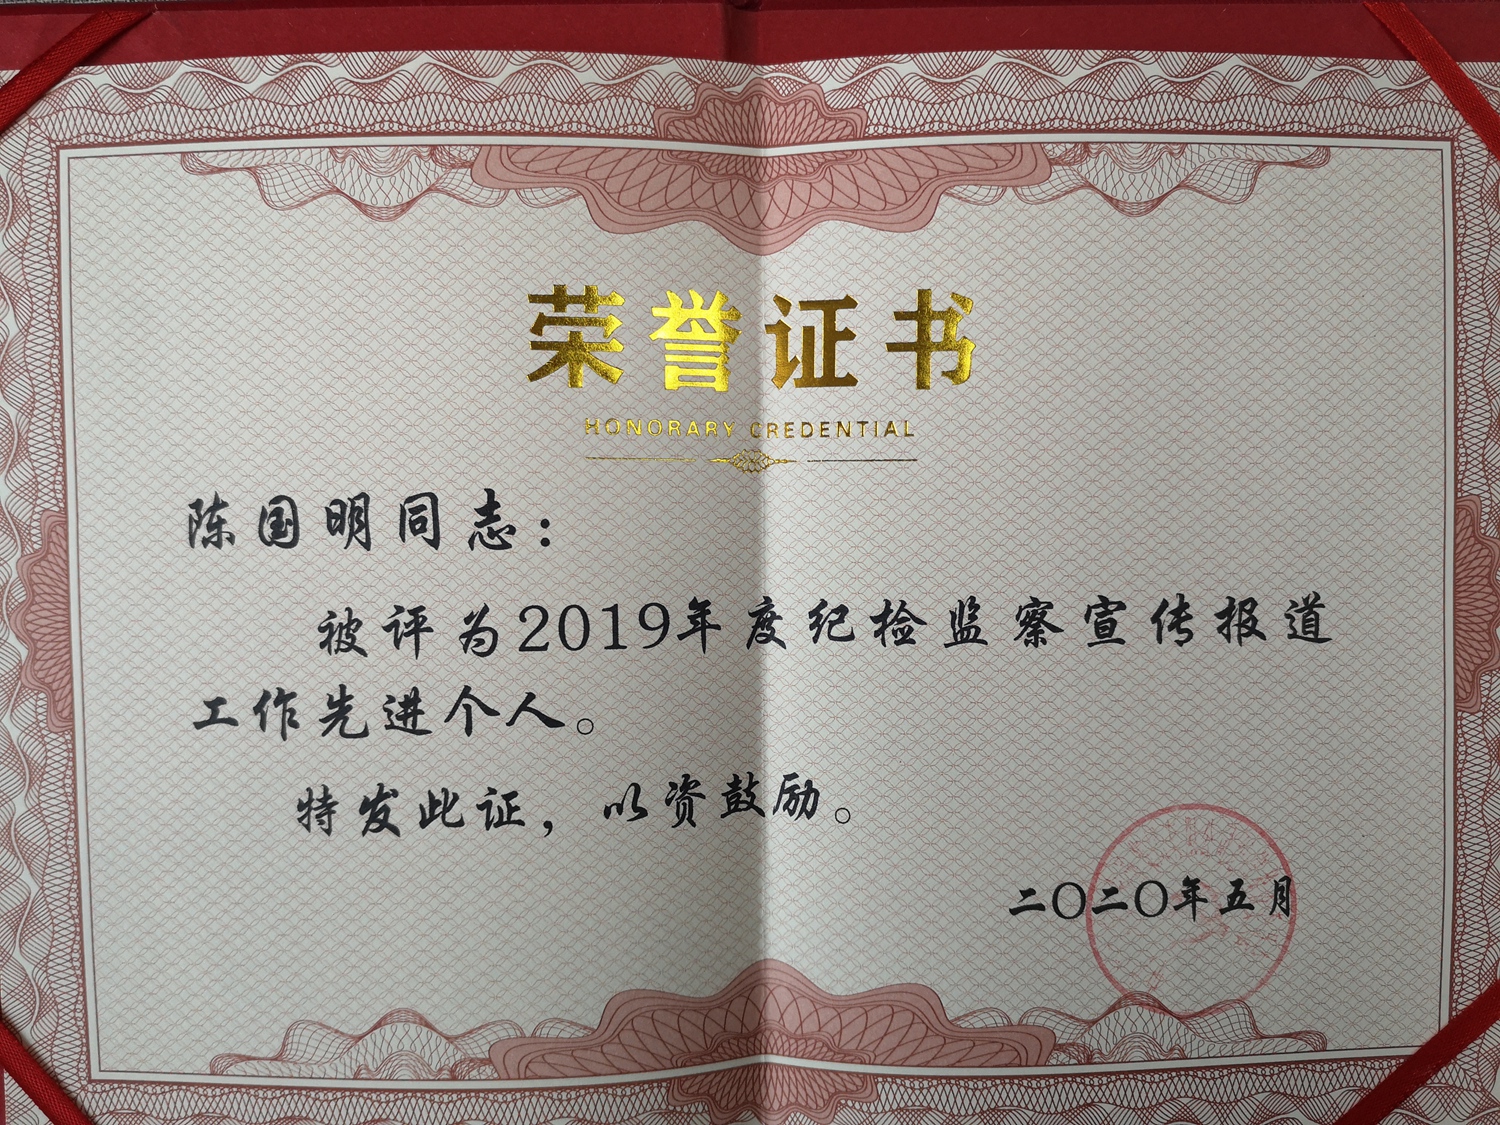 荣誉证书
HONORARY CREDENTIAL
陈国明同志：
被评为2019年度纪检监察宣传报道
工作先进个人。
特发此证，以资鼓励。
二〇二〇年五月